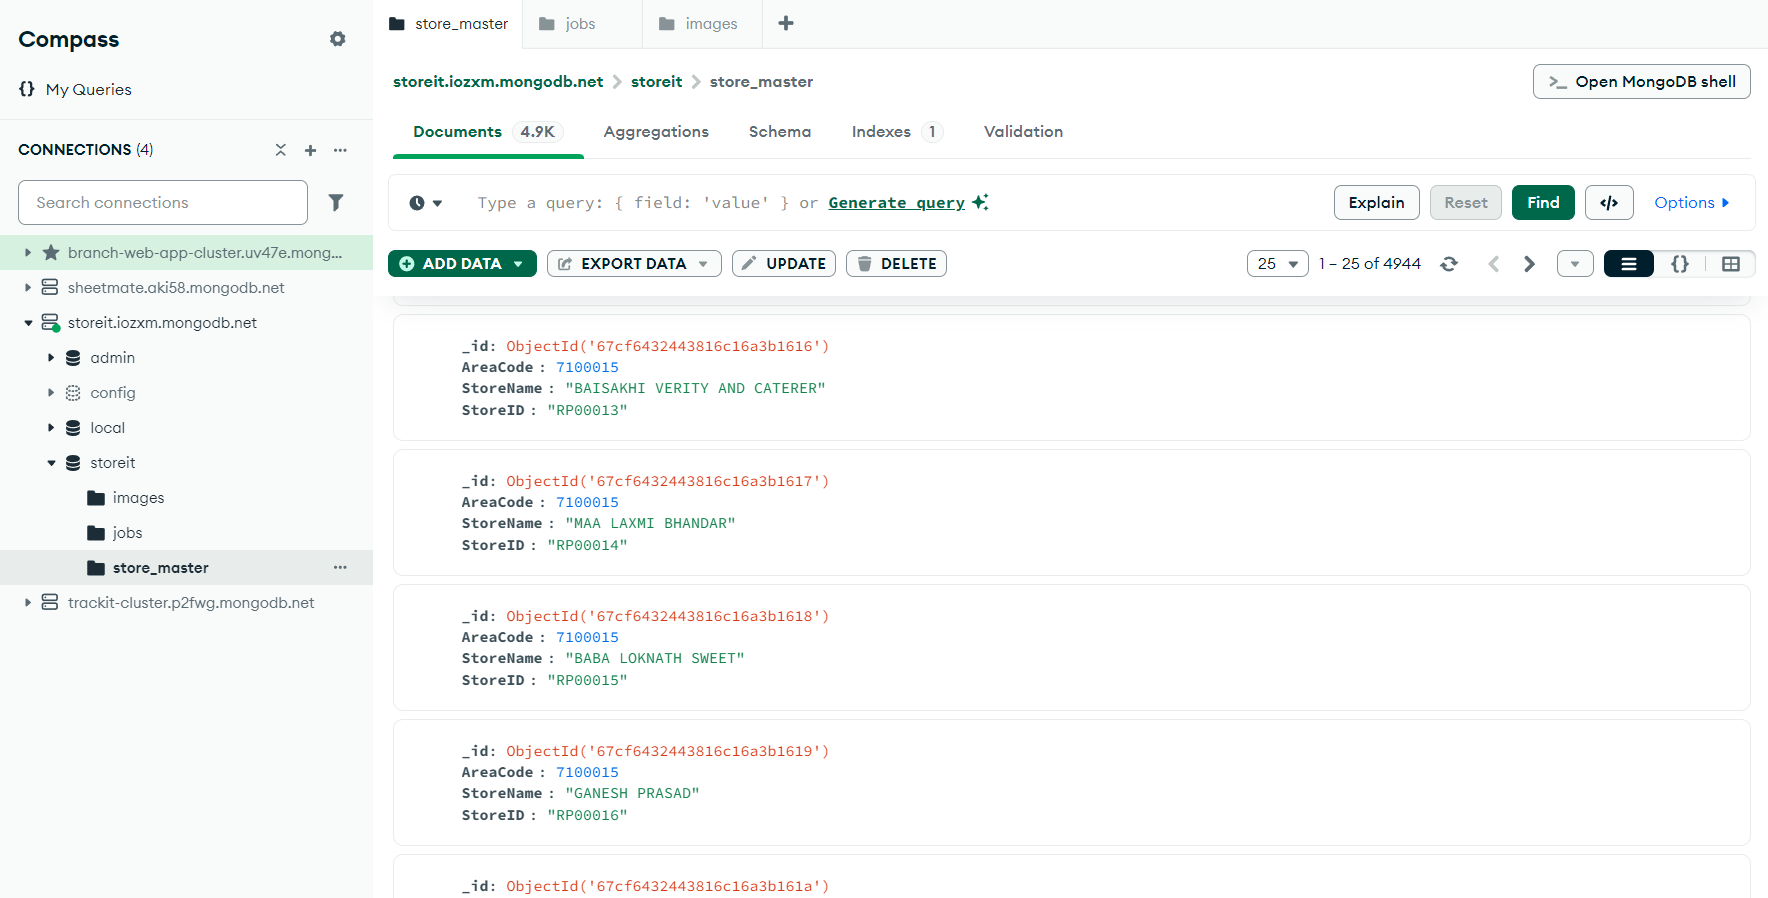 Compass
{} My Queries
CONNECTIONS (4)
Search connections
branch-web-app-cluster.uv47e.mong...
sheetmate.aki58.mongodb.net
storeit.iozxm.mongodb.net
admin
config
local
storeit
images
jobs
store_master
trackit-cluster.p2fwg.mongodb.net
store_master jobs images
storeit.iozxm.mongodb.net > storeit > store_master
>_ Open MongoDB shell
Documents 4.9K Aggregations Schema Indexes 1 Validation
Type a query: { field: 'value' } or Generate query
Explain Reset Find </> Options
ADD DATA EXPORT DATA UPDATE DELETE
25 1 – 25 of 4944 {}
_id: ObjectId('67cf6432443816c16a3b1616')
AreaCode : 7100015
StoreName : "BAISAKHI VERITY AND CATERER"
StoreID : "RP00013"
_id: ObjectId('67cf6432443816c16a3b1617')
AreaCode : 7100015
StoreName : "MAA LAXMI BHANDAR"
StoreID : "RP00014"
_id: ObjectId('67cf6432443816c16a3b1618')
AreaCode : 7100015
StoreName : "BABA LOKNATH SWEET"
StoreID : "RP00015"
_id: ObjectId('67cf6432443816c16a3b1619')
AreaCode : 7100015
StoreName : "GANESH PRASAD"
StoreID : "RP00016"
_id: ObjectId('67cf6432443816c16a3b161a')